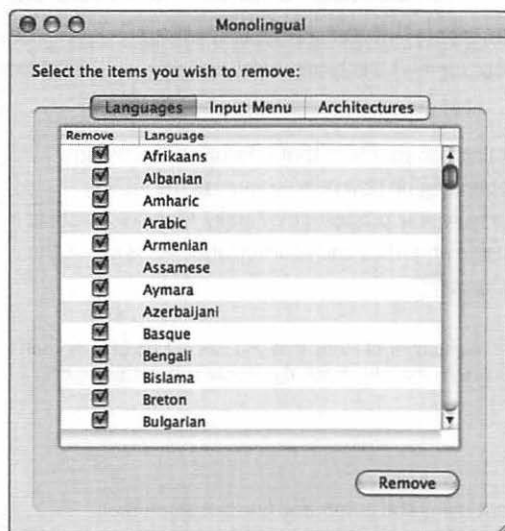 Monolingual
Select the items you wish to remove:
Languages Input Menu Architectures
Remove Language
Afrikaans
Albanian
Amharic
Arabic
Armenian
Assamese
Aymara
Azerbaijani
Basque
Bengali
Bislama
Breton
Bulgarian
Remove